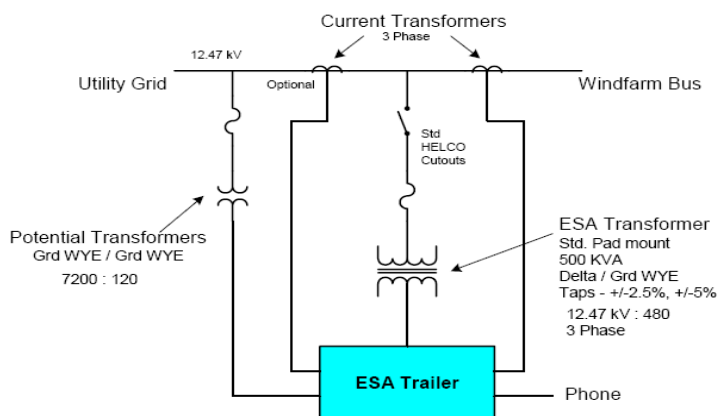 Current Transformers
3 Phase
12.47 kV
Utility Grid
Optional
Windfarm Bus
Std
HELCO
Cutouts
Potential Transformers
Grd WYE / Grd WYE
7200 : 120
ESA Transformer
Std. Pad mount
500 KVA
Delta / Grd WYE
Taps - +/-2.5%, +/-5%
12.47 kV : 480
3 Phase
ESA Trailer
Phone